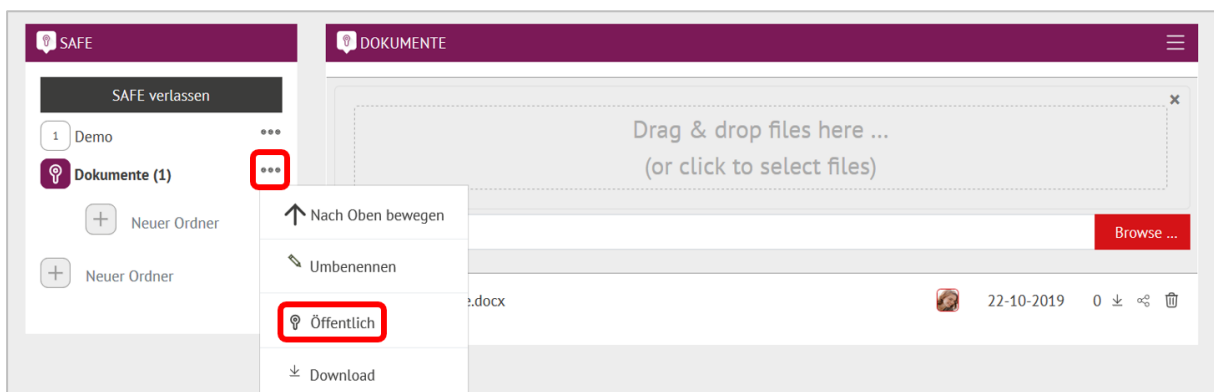 SAFE
SAFE verlassen
1 Demo
Dokumente (1)
Neuer Ordner
Neuer Ordner
Nach Oben bewegen
Umbenennen
Öffentlich
Download
DOKUMENTE
Drag & drop files here ...
(or click to select files)
Browse ...
.docx 22-10-2019 0